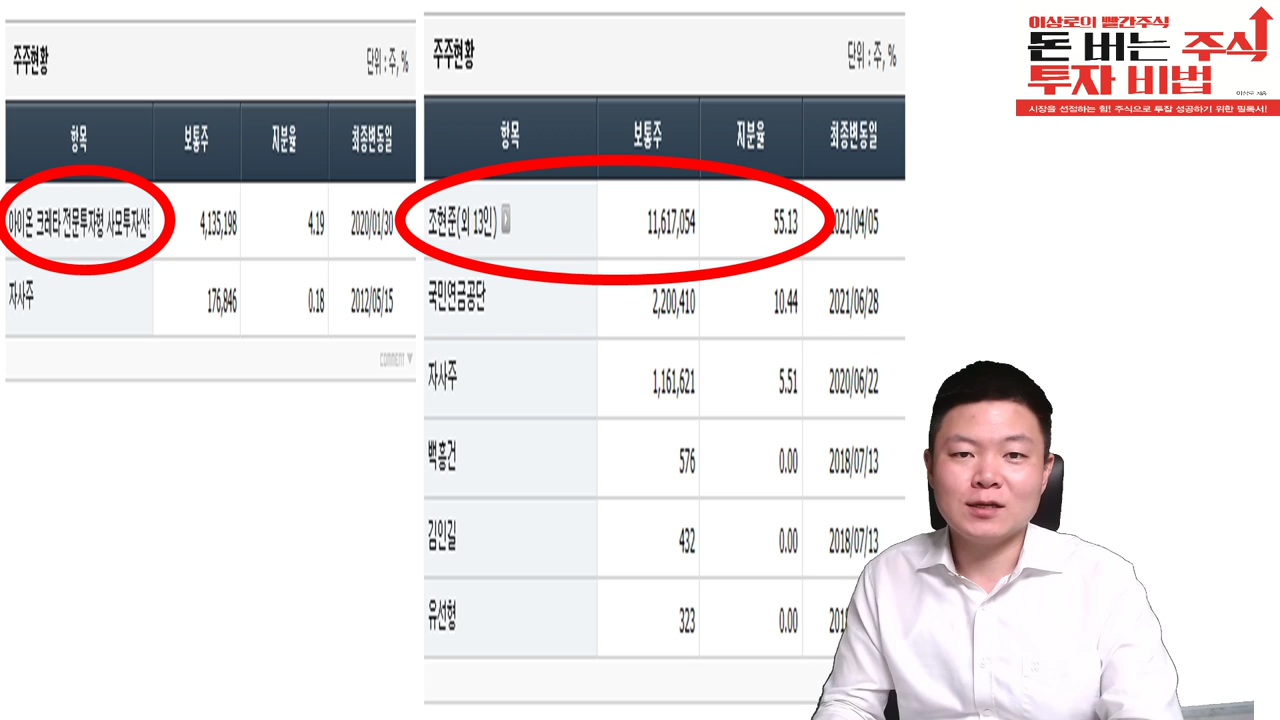 주주현황
단위 : 주, %
항목 보통주 지분율 최종변동일
아이온 크레타 전문투자형 사모투자신탁 4,135,198 4.19 2020/01/30
자사주 176,846 0.18 2012/05/15
COMMENT
주주현황
단위 : 주, %
항목 보통주 지분율 최종변동일
조현준(외 13인) 11,617,054 55.13 2021/04/05
국민연금공단 2,200,410 10.44 2021/06/28
자사주 1,161,621 5.51 2020/06/22
백흥건 576 0.00 2018/07/13
김인길 432 0.00 2018/07/13
유선형 323 0.00
이상로의 빨간주식
돈 버는 주식
투자 비법
이상로 지음
시장을 선정하는 힘! 주식으로 투잡 성공하기 위한 필독서!